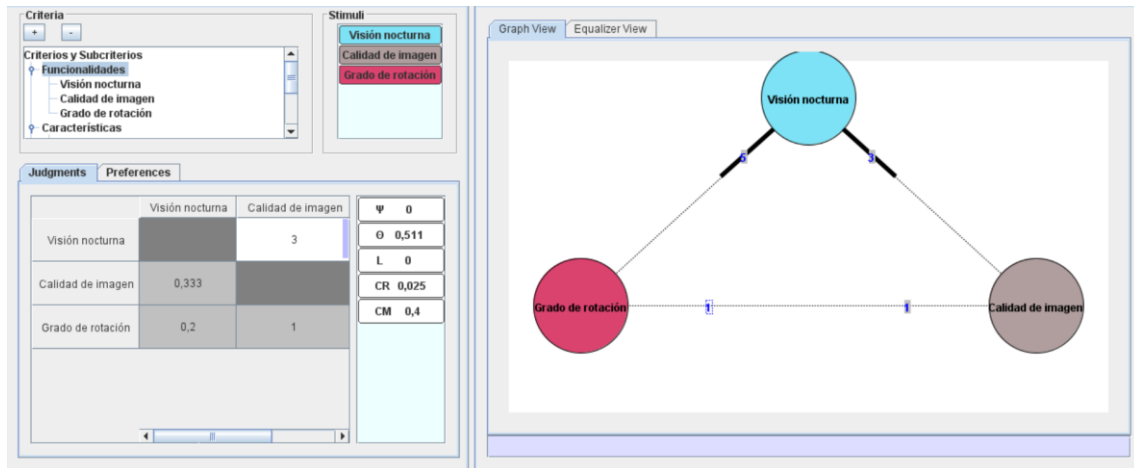 Criteria
+ -
Criterios y Subcriterios
Funcionalidades
Visión nocturna
Calidad de imagen
Grado de rotación
Características
Stimuli
Visión nocturna
Calidad de imagen
Grado de rotación
Judgments Preferences
Visión nocturna Calidad de imagen
Visión nocturna 3
Calidad de imagen 0,333
Grado de rotación 0,2 1
Ψ 0
Θ 0,511
L 0
CR 0,025
CM 0,4
Graph View Equalizer View
Visión nocturna
5 3
Grado de rotación 1 1 Calidad de imagen